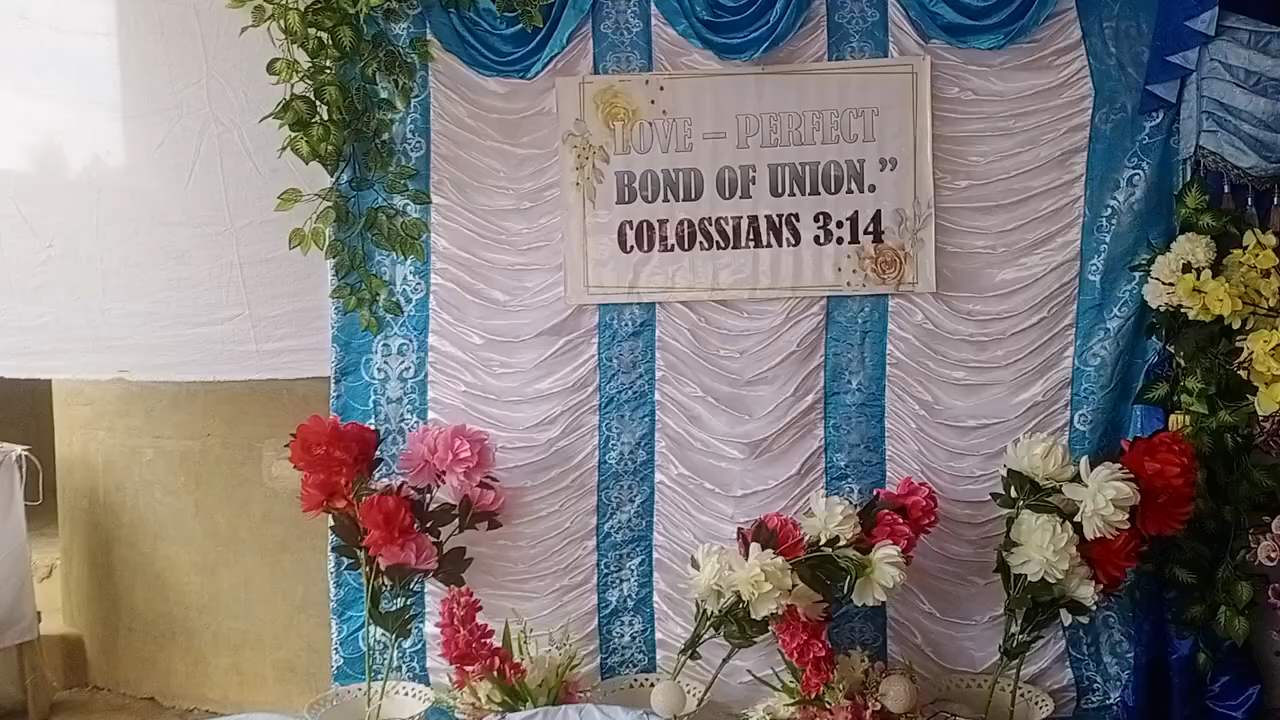 LOVE – PERFECT
BOND OF UNION.”
COLOSSIANS 3:14